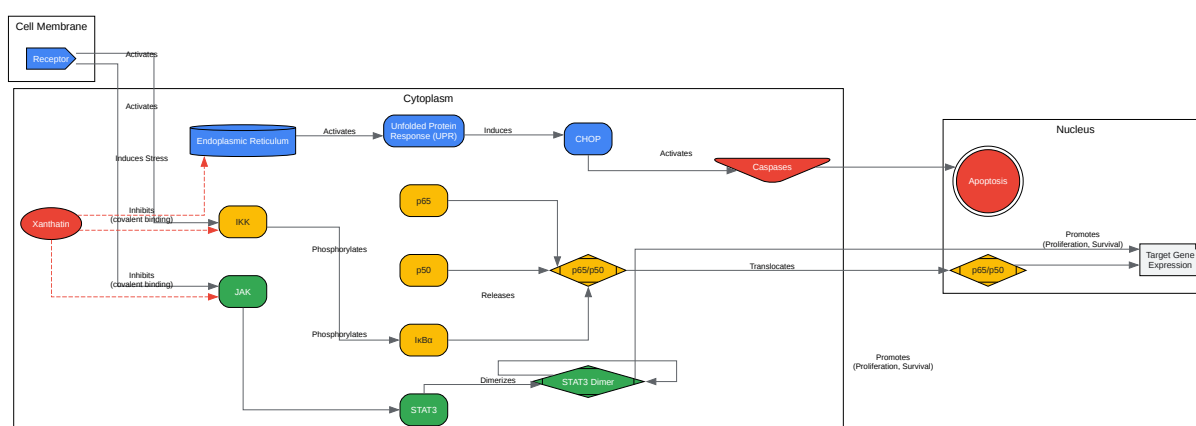 Cell Membrane
Receptor
Activates
Activates
Cytoplasm
Endoplasmic Reticulum
Activates
Unfolded Protein
Response (UPR)
Induces
CHOP
Activates
Caspases
Nucleus
Apoptosis
Induces Stress
Xanthatin
Inhibits
(covalent binding)
IKK
p65
Phosphorylates
p50
p65/p50
Translocates
p65/p50
Promotes
(Proliferation, Survival)
Target Gene
Expression
Inhibits
(covalent binding)
JAK
Releases
Phosphorylates
IκBα
Promotes
(Proliferation, Survival)
Dimerizes
STAT3 Dimer
STAT3